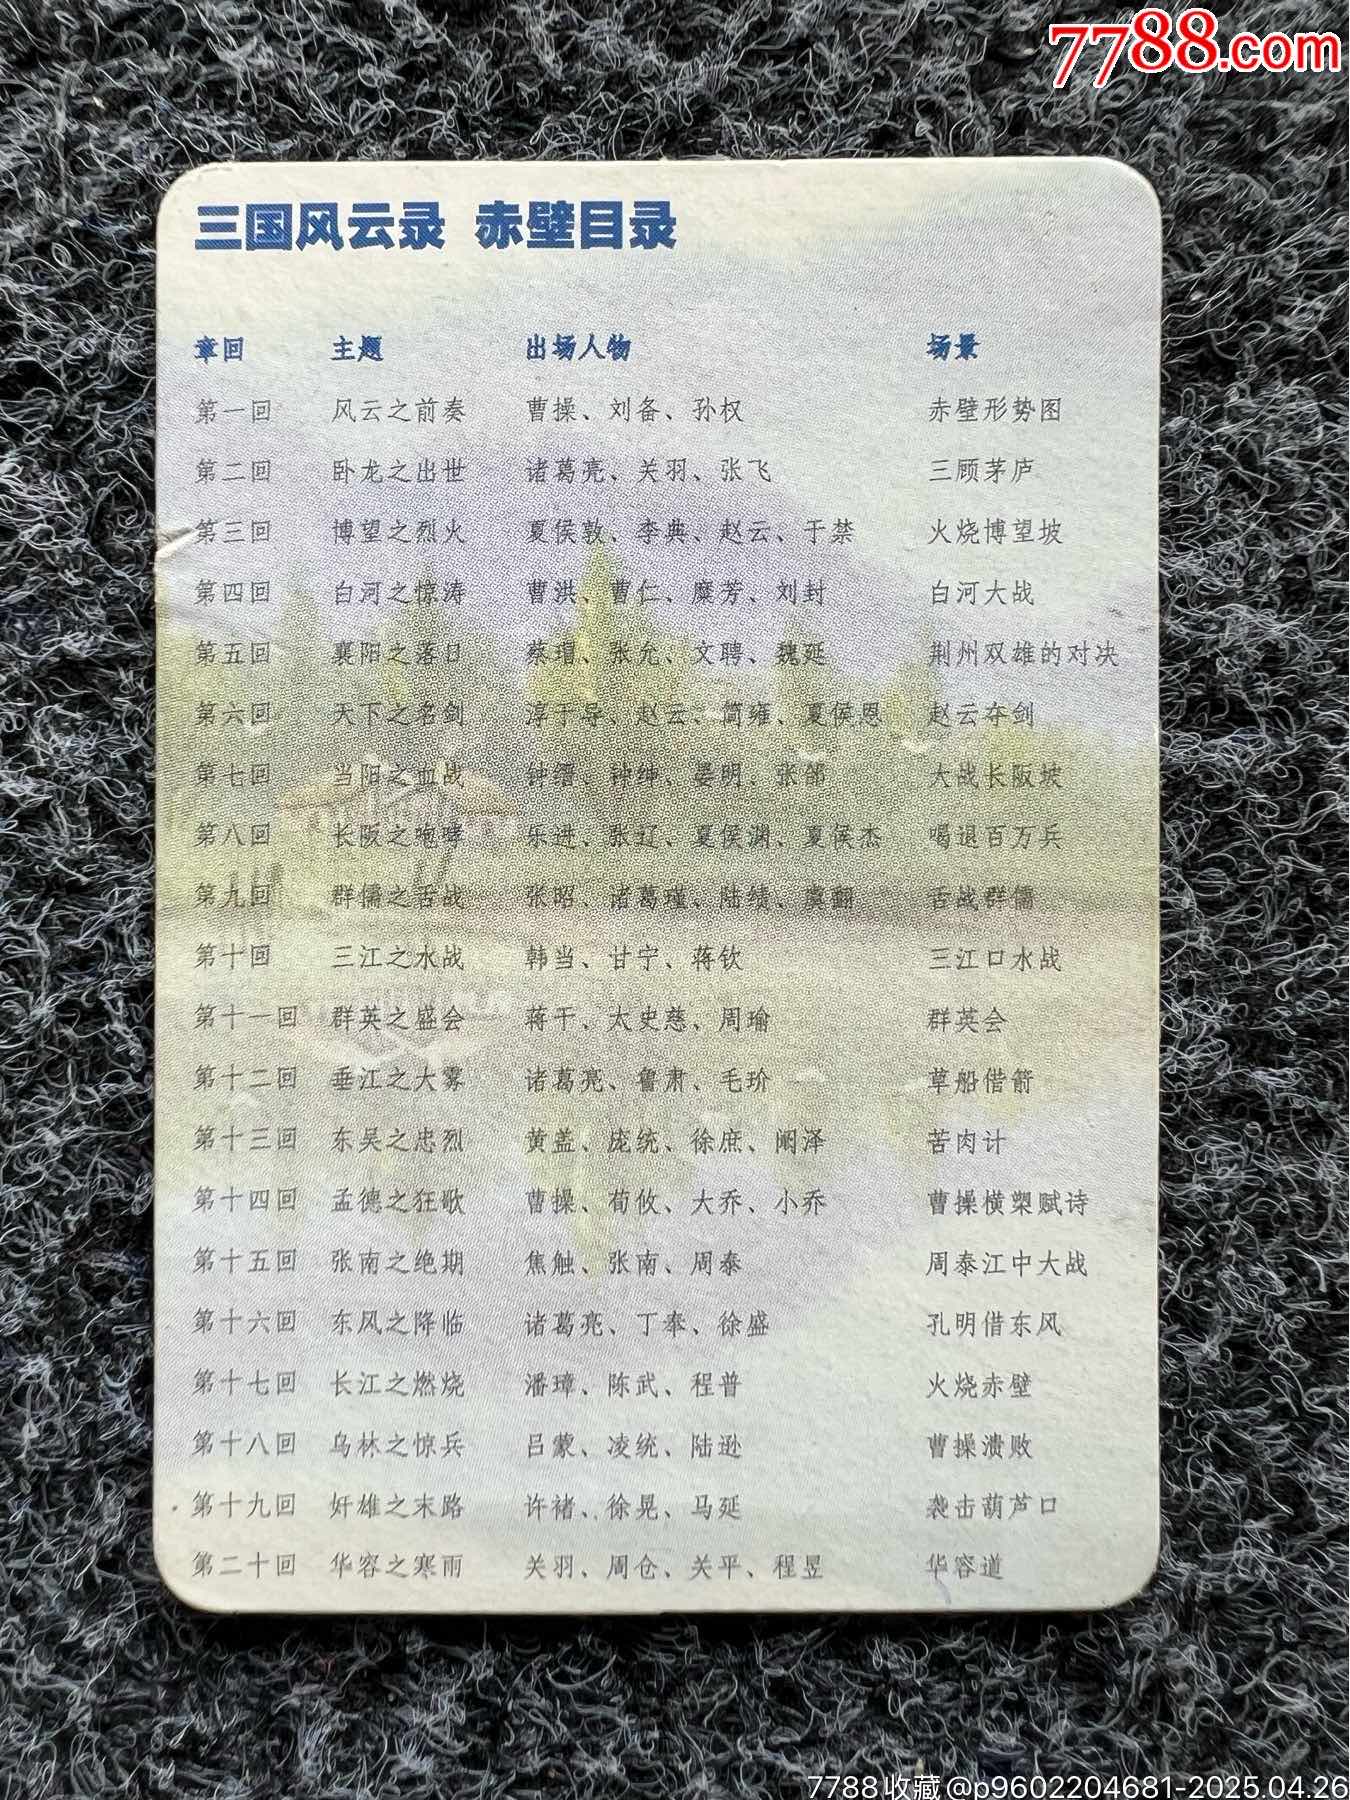 7788.com
三国风云录 赤壁目录
章回 主题 出场人物 场景
第一回 风云之前奏 曹操、刘备、孙权 赤壁形势图
第二回 卧龙之出世 诸葛亮、关羽、张飞 三顾茅庐
第三回 博望之烈火 夏侯敦、李典、赵云、于禁 火烧博望坡
第四回 白河之惊涛 曹洪、曹仁、糜芳、刘封 白河大战
第五回 襄阳之落日 蔡瑁、张允、文聘、魏延 荆州双雄的对决
第六回 天下之名剑 淳于导、赵云、简雍、夏侯恩 赵云夺剑
第七回 当阳之血战 钟缙、钟绅、晏明、张郃 大战长阪坡
第八回 长阪之咆哮 乐进、张辽、夏侯渊、夏侯杰 喝退百万兵
第九回 群儒之舌战 张昭、诸葛瑾、陆绩、虞翻 舌战群儒
第十回 三江之水战 韩当、甘宁、蒋钦 三江口水战
第十一回 群英之盛会 蒋干、太史慈、周瑜 群英会
第十二回 垂江之大雾 诸葛亮、鲁肃、毛玠 草船借箭
第十三回 东吴之忠烈 黄盖、庞统、徐庶、阚泽 苦肉计
第十四回 孟德之狂歌 曹操、荀攸、大乔、小乔 曹操横槊赋诗
第十五回 张南之绝期 焦触、张南、周泰 周泰江中大战
第十六回 东风之降临 诸葛亮、丁奉、徐盛 孔明借东风
第十七回 长江之燃烧 潘璋、陈武、程普 火烧赤壁
第十八回 乌林之惊兵 吕蒙、凌统、陆逊 曹操溃败
第十九回 奸雄之末路 许褚、徐晃、马延 袭击葫芦口
第二十回 华容之寒雨 关羽、周仓、关平、程昱 华容道
7788收藏@p9602204681-2025.04.26